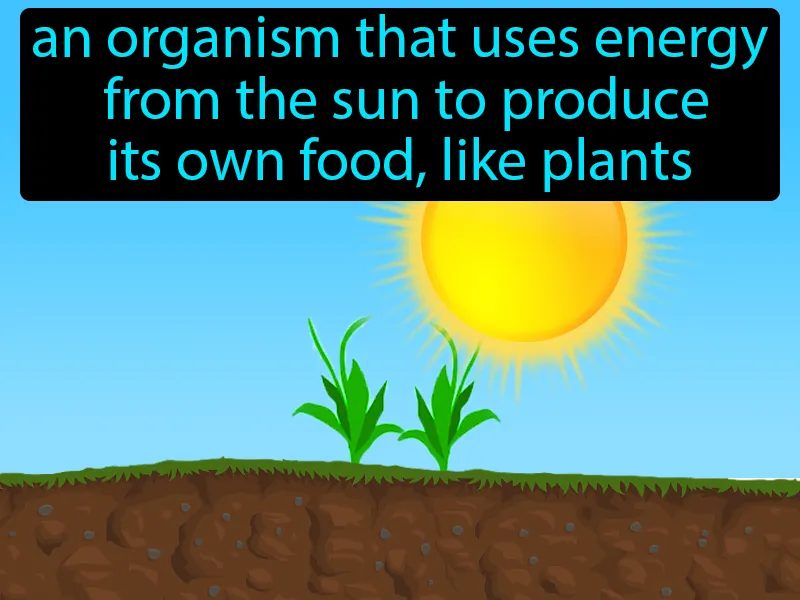 an organism that uses energy
from the sun to produce
its own food, like plants